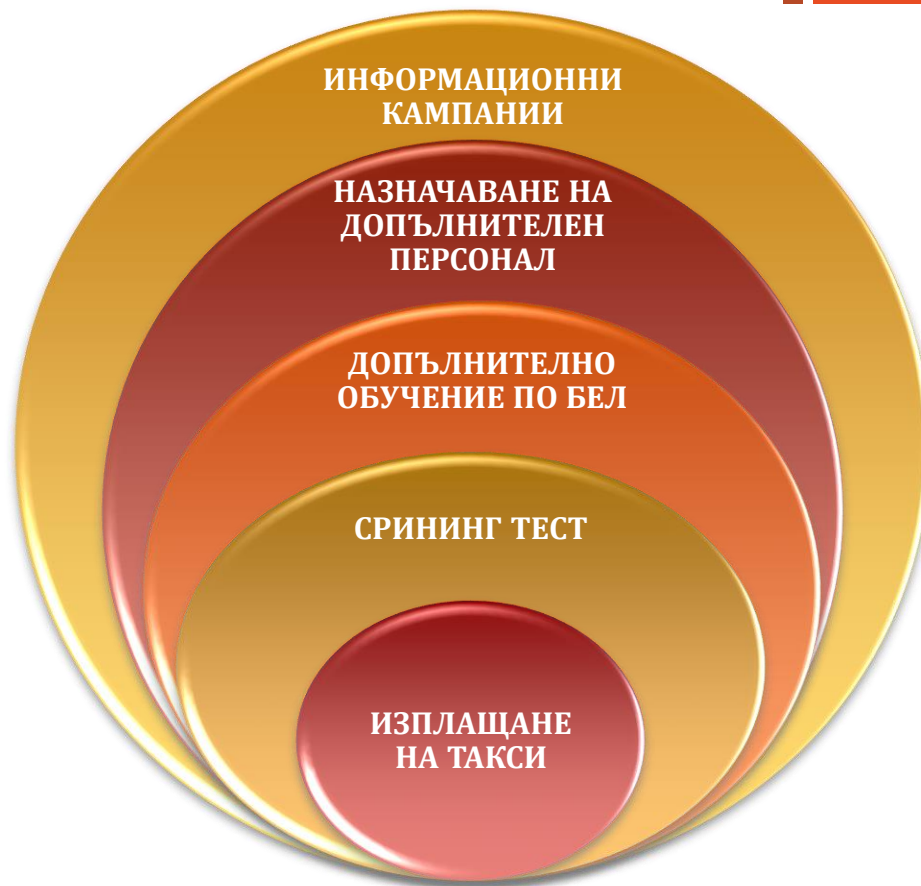 ИНФОРМАЦИОННИ
КАМПАНИИ
НАЗНАЧАВАНЕ НА
ДОПЪЛНИТЕЛЕН
ПЕРСОНАЛ
ДОПЪЛНИТЕЛНО
ОБУЧЕНИЕ ПО БЕЛ
СРИНИНГ ТЕСТ
ИЗПЛАЩАНЕ
НА ТАКСИ